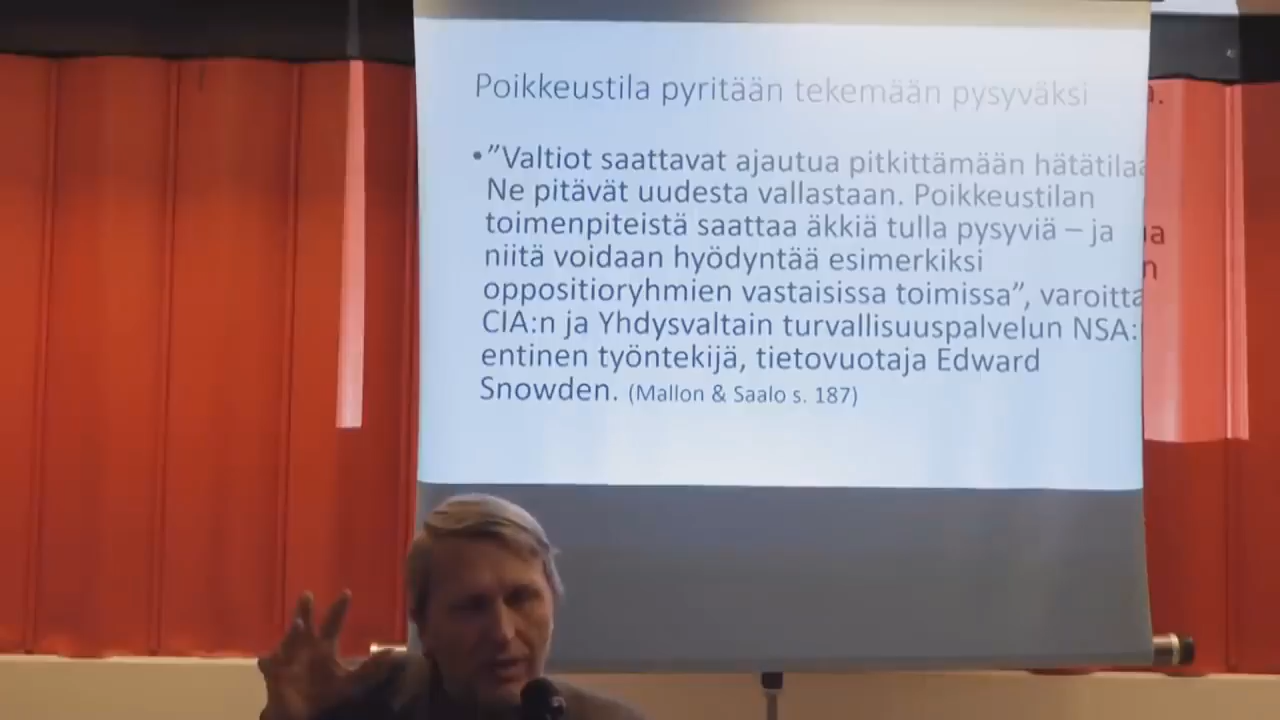 Poikkeustila pyritään tekemään pysyväksi
•”Valtiot saattavat ajautua pitkittämään hätätilaa
Ne pitävät uudesta vallastaan. Poikkeustilan
toimenpiteistä saattaa äkkiä tulla pysyviä – ja
niitä voidaan hyödyntää esimerkiksi
oppositioryhmien vastaisissa toimissa”, varoitta
CIA:n ja Yhdysvaltain turvallisuuspalvelun NSA:
entinen työntekijä, tietovuotaja Edward
Snowden. (Mallon & Saalo s. 187)